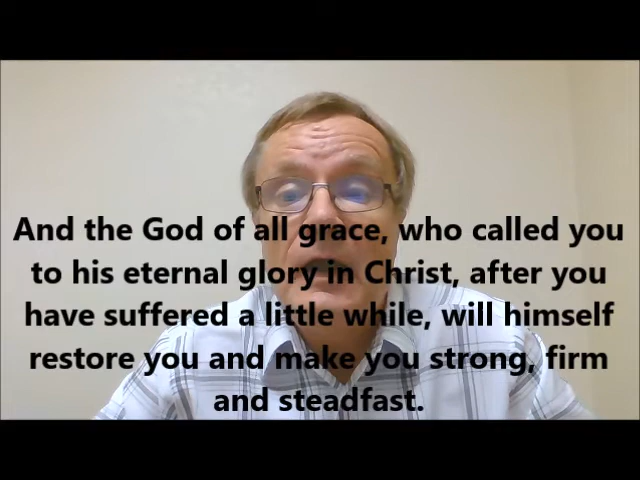 And the God of all grace, who called you
to his eternal glory in Christ, after you
have suffered a little while, will himself
restore you and make you strong, firm
and steadfast.